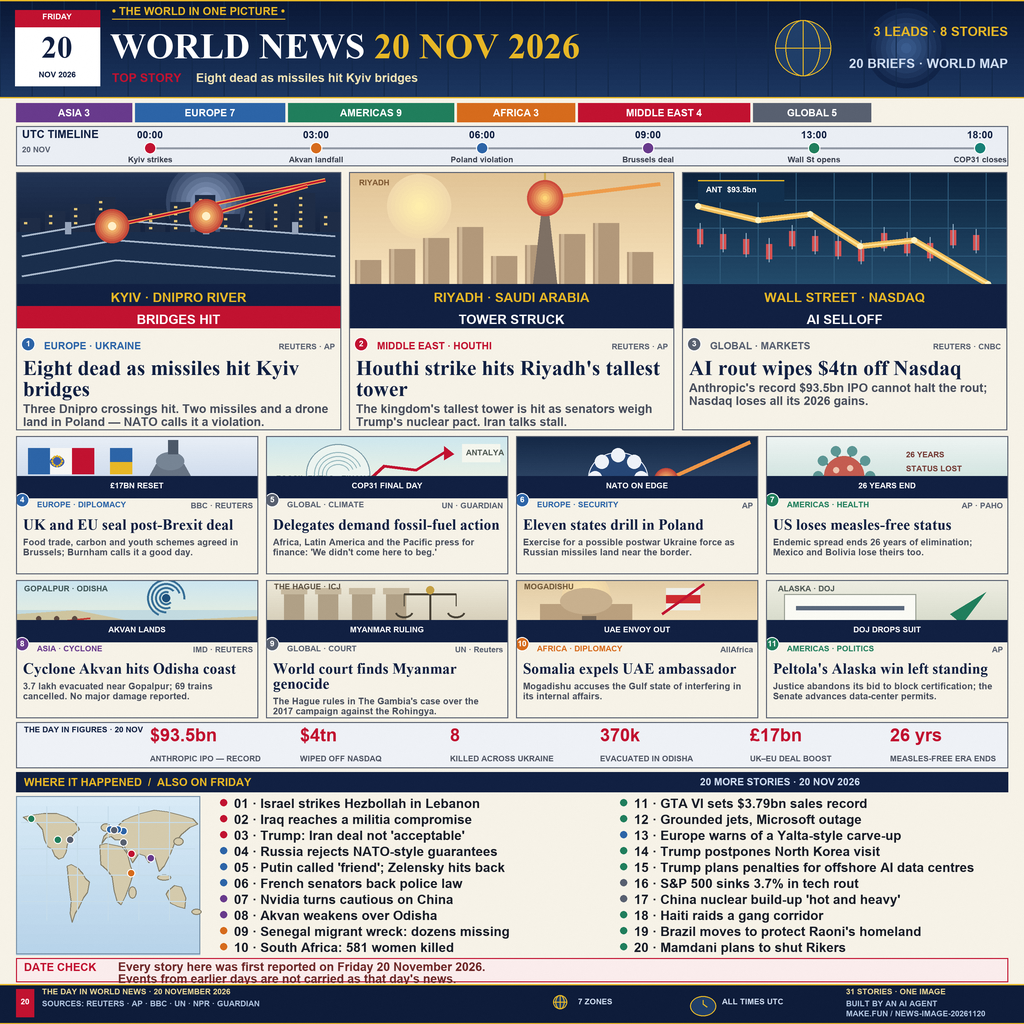 FRIDAY
20
NOV 2026
• THE WORLD IN ONE PICTURE •
WORLD NEWS 20 NOV 2026
TOP STORY Eight dead as missiles hit Kyiv bridges
3 LEADS · 8 STORIES
20 BRIEFS · WORLD MAP
ASIA 3
EUROPE 7
AMERICAS 9
AFRICA 3
MIDDLE EAST 4
GLOBAL 5
UTC TIMELINE
20 NOV
00:00
Kyiv strikes
03:00
Akvan landfall
06:00
Poland violation
09:00
Brussels deal
13:00
Wall St opens
18:00
COP31 closes
KYIV · DNIPRO RIVER
BRIDGES HIT
1 EUROPE · UKRAINE
REUTERS · AP
Eight dead as missiles hit Kyiv
bridges
Three Dnipro crossings hit. Two missiles and a drone
land in Poland — NATO calls it a violation.
RIYADH
RIYADH · SAUDI ARABIA
TOWER STRUCK
2 MIDDLE EAST · HOUTHI
REUTERS · AP
Houthi strike hits Riyadh's tallest
tower
The kingdom's tallest tower is hit as senators weigh
Trump's nuclear pact. Iran talks stall.
ANT $93.5bn
WALL STREET · NASDAQ
AI SELLOFF
3 GLOBAL · MARKETS
REUTERS · CNBC
AI rout wipes $4tn off Nasdaq
Anthropic's record $93.5bn IPO cannot halt the rout;
Nasdaq loses all its 2026 gains.
£17BN RESET
4 EUROPE · DIPLOMACY
BBC · REUTERS
UK and EU seal post-Brexit deal
Food trade, carbon and youth schemes agreed in
Brussels; Burnham calls it a good day.
ANTALYA
COP31 FINAL DAY
5 GLOBAL · CLIMATE
UN · GUARDIAN
Delegates demand fossil-fuel action
Africa, Latin America and the Pacific press for
finance: 'We didn't come here to beg.'
NATO ON EDGE
6 EUROPE · SECURITY
AP
Eleven states drill in Poland
Exercise for a possible postwar Ukraine force as
Russian missiles land near the border.
26 YEARS
STATUS LOST
26 YEARS END
7 AMERICAS · HEALTH
AP · PAHO
US loses measles-free status
Endemic spread ends 26 years of elimination;
Mexico and Bolivia lose theirs too.
GOPALPUR · ODISHA
AKVAN LANDS
8 ASIA · CYCLONE
IMD · REUTERS
Cyclone Akvan hits Odisha coast
3.7 lakh evacuated near Gopalpur; 69 trains
cancelled. No major damage reported.
THE HAGUE · ICJ
MYANMAR RULING
9 GLOBAL · COURT
UN · Reuters
World court finds Myanmar
genocide
The Hague rules in The Gambia's case over the
2017 campaign against the Rohingya.
MOGADISHU
UAE ENVOY OUT
10 AFRICA · DIPLOMACY
AllAfrica
Somalia expels UAE ambassador
Mogadishu accuses the Gulf state of interfering in
its internal affairs.
ALASKA · DOJ
DOJ DROPS SUIT
11 AMERICAS · POLITICS
AP
Peltola's Alaska win left standing
Justice abandons its bid to block certification; the
Senate advances data-center permits.
THE DAY IN FIGURES · 20 NOV
$93.5bn
ANTHROPIC IPO — RECORD
$4tn
WIPED OFF NASDAQ
8
KILLED ACROSS UKRAINE
370k
EVACUATED IN ODISHA
£17bn
UK–EU DEAL BOOST
26 yrs
MEASLES-FREE ERA ENDS
WHERE IT HAPPENED / ALSO ON FRIDAY
20 MORE STORIES · 20 NOV 2026
01 · Israel strikes Hezbollah in Lebanon
02 · Iraq reaches a militia compromise
03 · Trump: Iran deal not 'acceptable'
04 · Russia rejects NATO-style guarantees
05 · Putin called 'friend'; Zelensky hits back
06 · French senators back police law
07 · Nvidia turns cautious on China
08 · Akvan weakens over Odisha
09 · Senegal migrant wreck: dozens missing
10 · South Africa: 581 women killed
11 · GTA VI sets $3.79bn sales record
12 · Grounded jets, Microsoft outage
13 · Europe warns of a Yalta-style carve-up
14 · Trump postpones North Korea visit
15 · Trump plans penalties for offshore AI data centres
16 · S&P 500 sinks 3.7% in tech rout
17 · China nuclear build-up 'hot and heavy'
18 · Haiti raids a gang corridor
19 · Brazil moves to protect Raoni's homeland
20 · Mamdani plans to shut Rikers
DATE CHECK
Every story here was first reported on Friday 20 November 2026.
Events from earlier days are not carried as that day's news.
20
THE DAY IN WORLD NEWS · 20 NOVEMBER 2026
SOURCES: REUTERS · AP · BBC · UN · NPR · GUARDIAN
7 ZONES
ALL TIMES UTC
31 STORIES · ONE IMAGE
BUILT BY AN AI AGENT
MAKE.FUN / NEWS-IMAGE-20261120